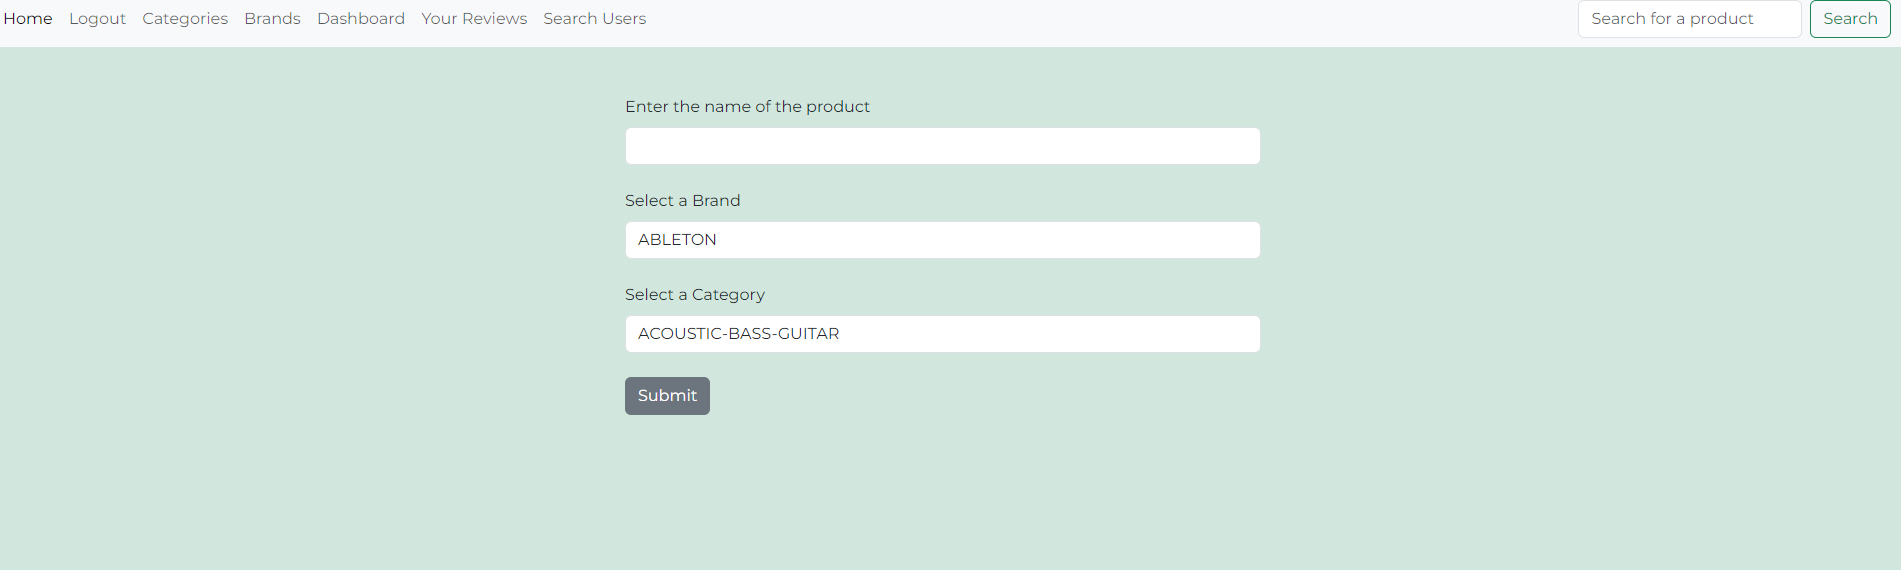 Home Logout Categories Brands Dashboard Your Reviews Search Users Search for a product Search
Enter the name of the product
Select a Brand
ABLETON
Select a Category
ACOUSTIC-BASS-GUITAR
Submit